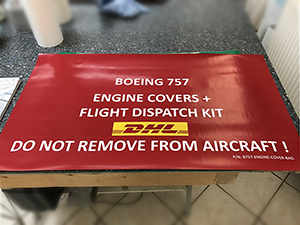 BOEING 757
ENGINE COVERS +
FLIGHT DISPATCH KIT
DHL
DO NOT REMOVE FROM AIRCRAFT !
P/N: B757-ENGINE-COVER-BAG